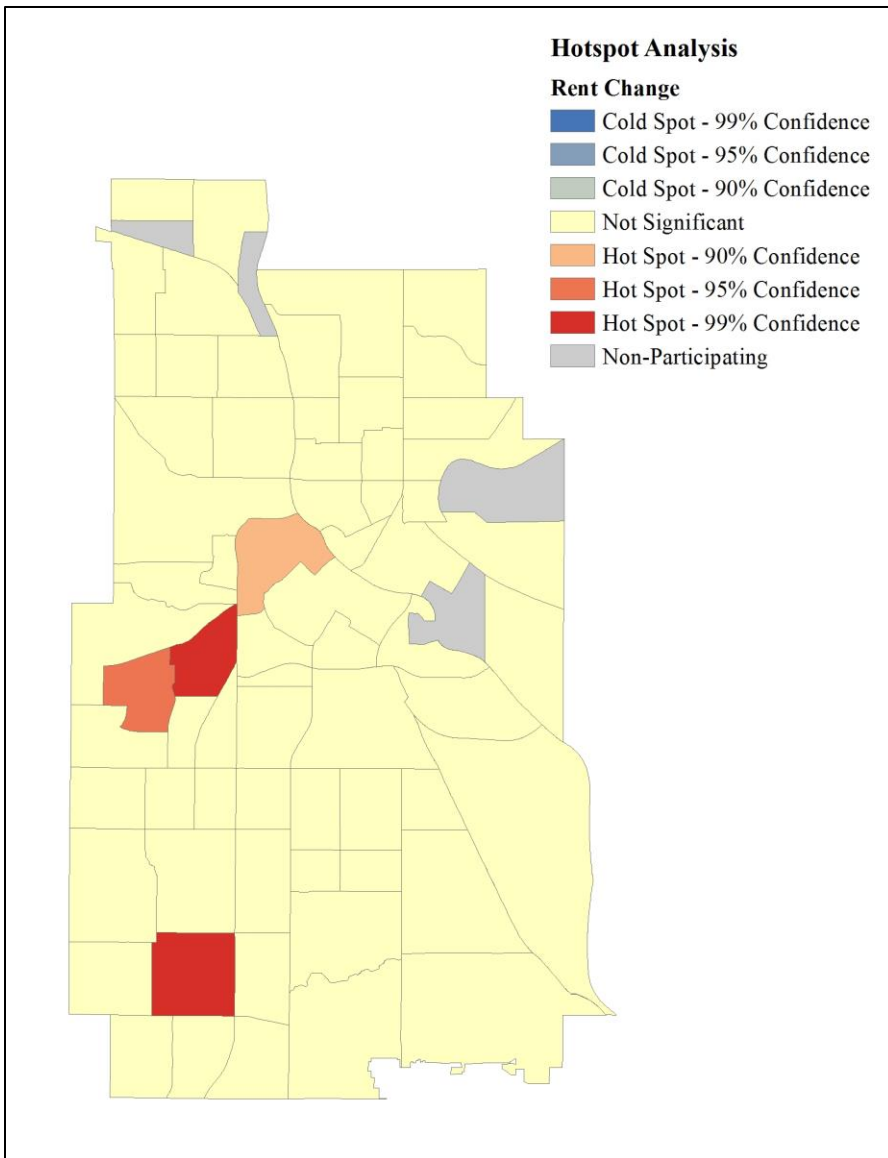 Hotspot Analysis
Rent Change
Cold Spot - 99% Confidence
Cold Spot - 95% Confidence
Cold Spot - 90% Confidence
Not Significant
Hot Spot - 90% Confidence
Hot Spot - 95% Confidence
Hot Spot - 99% Confidence
Non-Participating